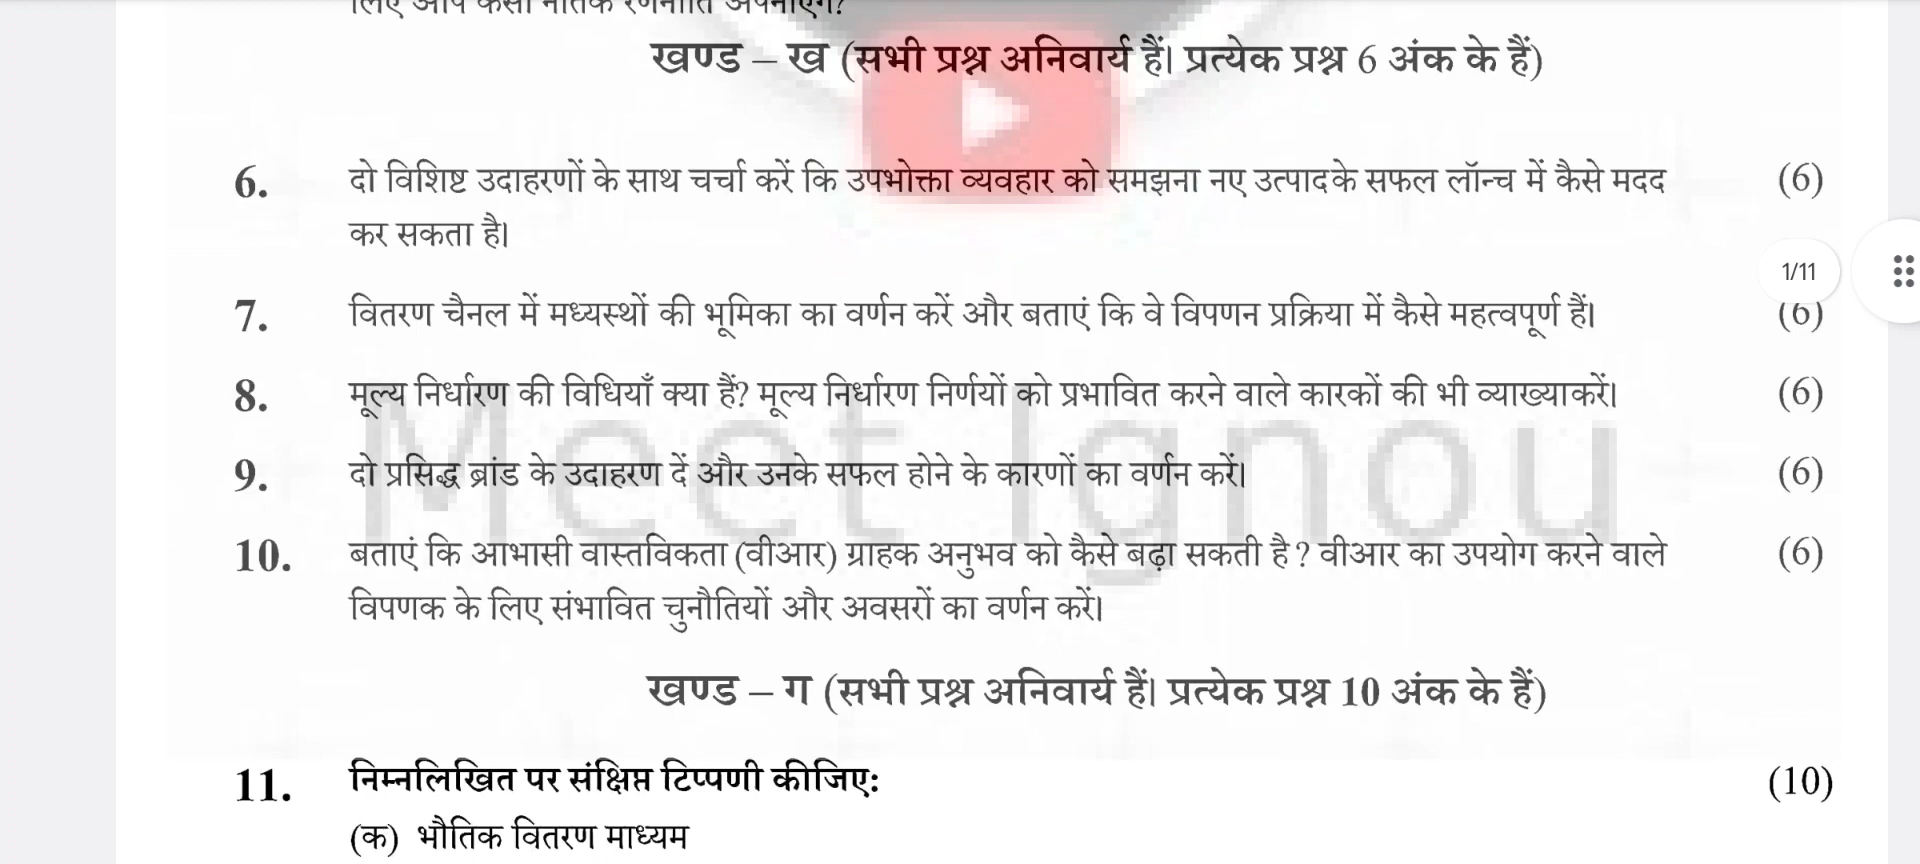 लिए आप कैसी नैतिक रणनीति अपनाएंगे?
खण्ड – ख (सभी प्रश्न अनिवार्य हैं। प्रत्येक प्रश्न 6 अंक के हैं)
6. दो विशिष्ट उदाहरणों के साथ चर्चा करें कि उपभोक्ता व्यवहार को समझना नए उत्पादके सफल लॉन्च में कैसे मदद (6)
कर सकता है।
1/11
7. वितरण चैनल में मध्यस्थों की भूमिका का वर्णन करें और बताएं कि वे विपणन प्रक्रिया में कैसे महत्वपूर्ण हैं। (6)
8. मूल्य निर्धारण की विधियाँ क्या हैं? मूल्य निर्धारण निर्णयों को प्रभावित करने वाले कारकों की भी व्याख्याकरें। (6)
9. दो प्रसिद्ध ब्रांड के उदाहरण दें और उनके सफल होने के कारणों का वर्णन करें। (6)
Meet Ignou
10. बताएं कि आभासी वास्तविकता (वीआर) ग्राहक अनुभव को कैसे बढ़ा सकती है ? वीआर का उपयोग करने वाले (6)
विपणक के लिए संभावित चुनौतियों और अवसरों का वर्णन करें।
खण्ड – ग (सभी प्रश्न अनिवार्य हैं। प्रत्येक प्रश्न 10 अंक के हैं)
11. निम्नलिखित पर संक्षिप्त टिप्पणी कीजिए: (10)
(क) भौतिक वितरण माध्यम